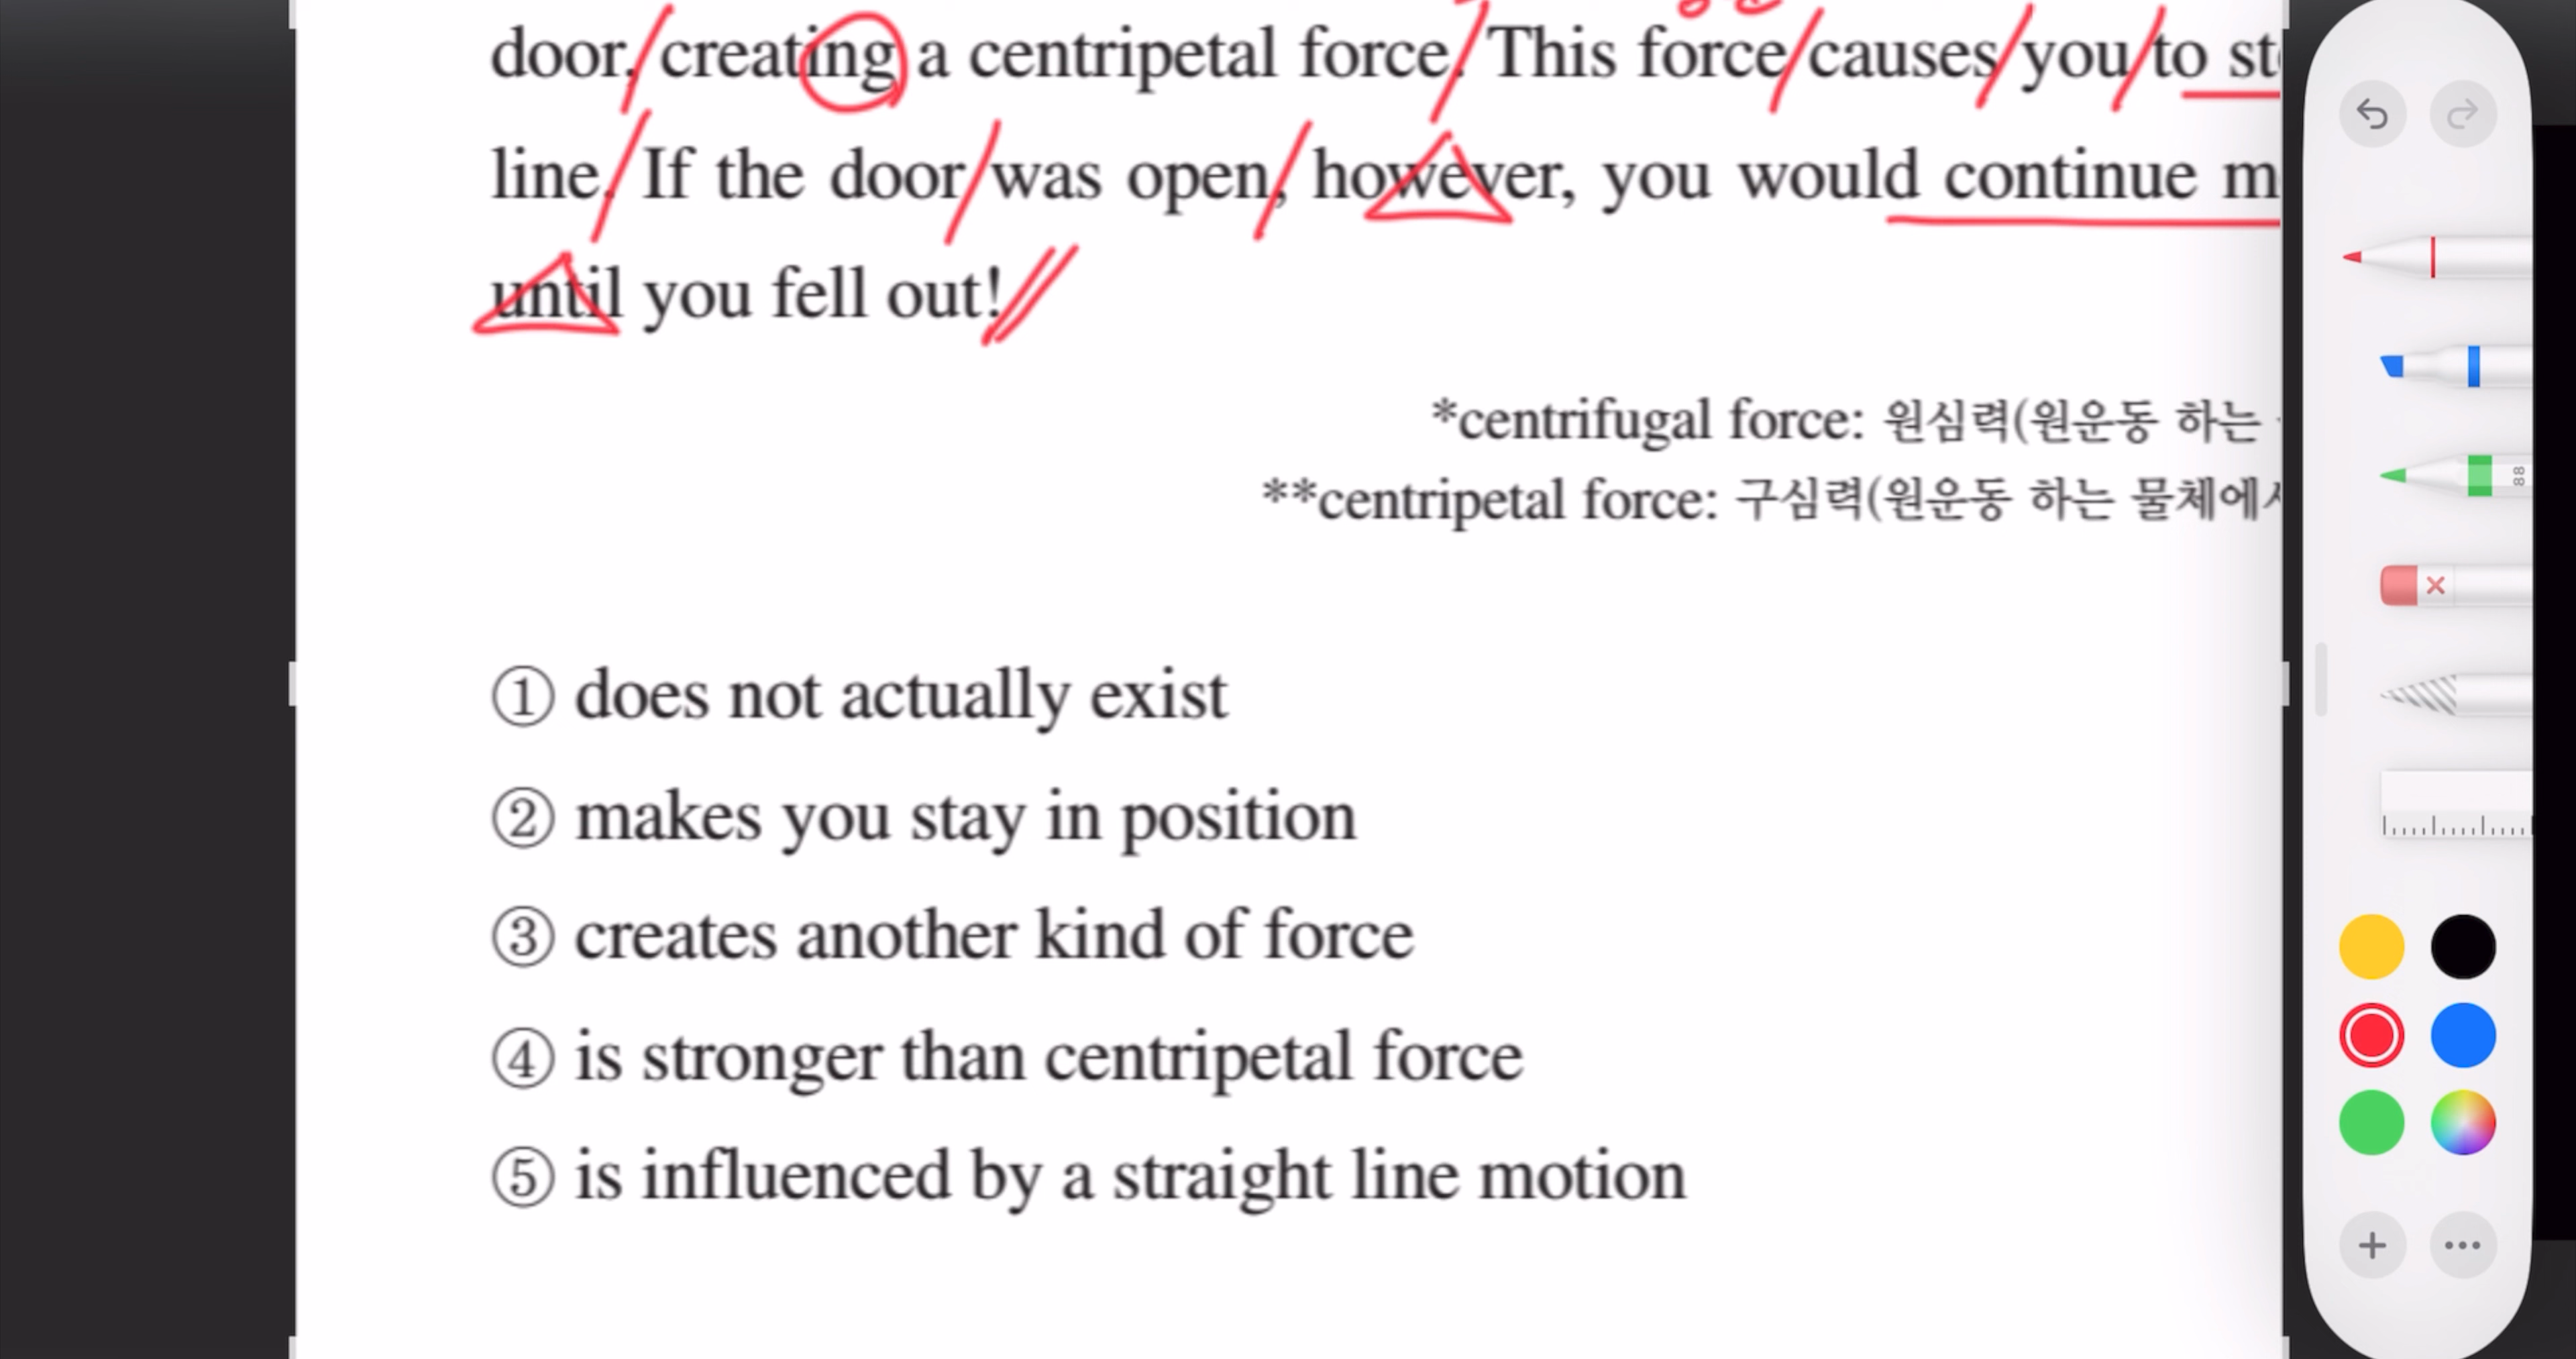 door, creating a centripetal force. This force causes you to
line. If the door was open, however, you would continue
until you fell out!
*centrifugal force: 원심력(원운동 하는
**centripetal force: 구심력(원운동 하는 물체에
① does not actually exist
② makes you stay in position
③ creates another kind of force
④ is stronger than centripetal force
⑤ is influenced by a straight line motion
88